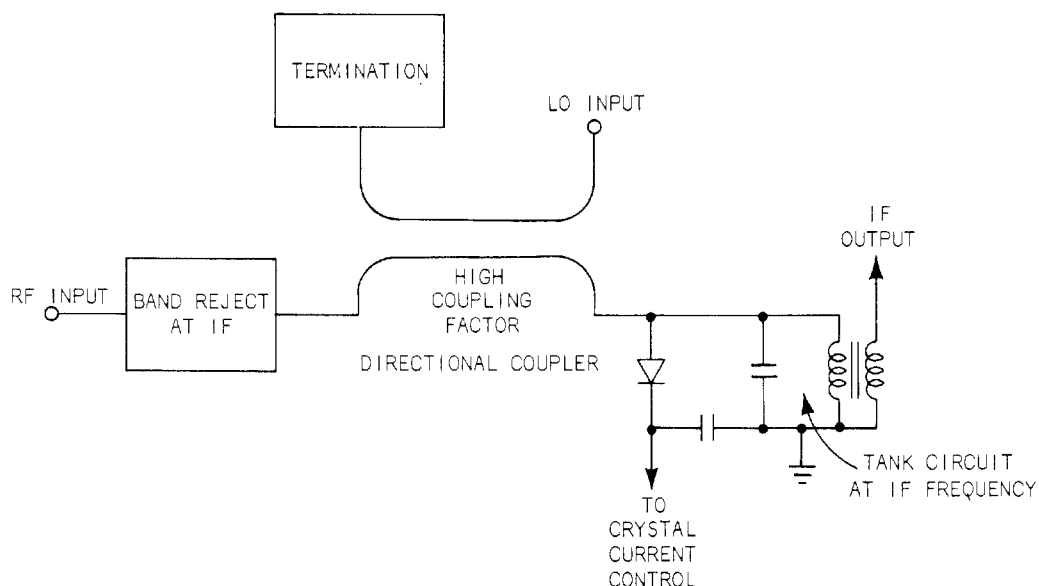 TERMINATION
LO INPUT
IF
OUTPUT
RF INPUT
BAND REJECT
AT IF
HIGH
COUPLING
FACTOR
DIRECTIONAL COUPLER
TANK CIRCUIT
AT IF FREQUENCY
TO
CRYSTAL
CURRENT
CONTROL